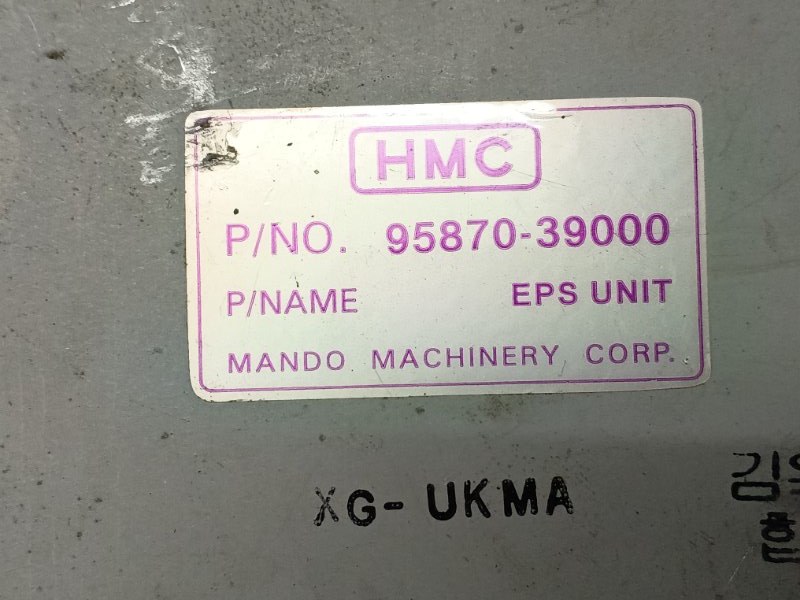 HMC
P/NO. 95870-39000
P/NAME EPS UNIT
MANDO MACHINERY CORP.
XG-UKMA